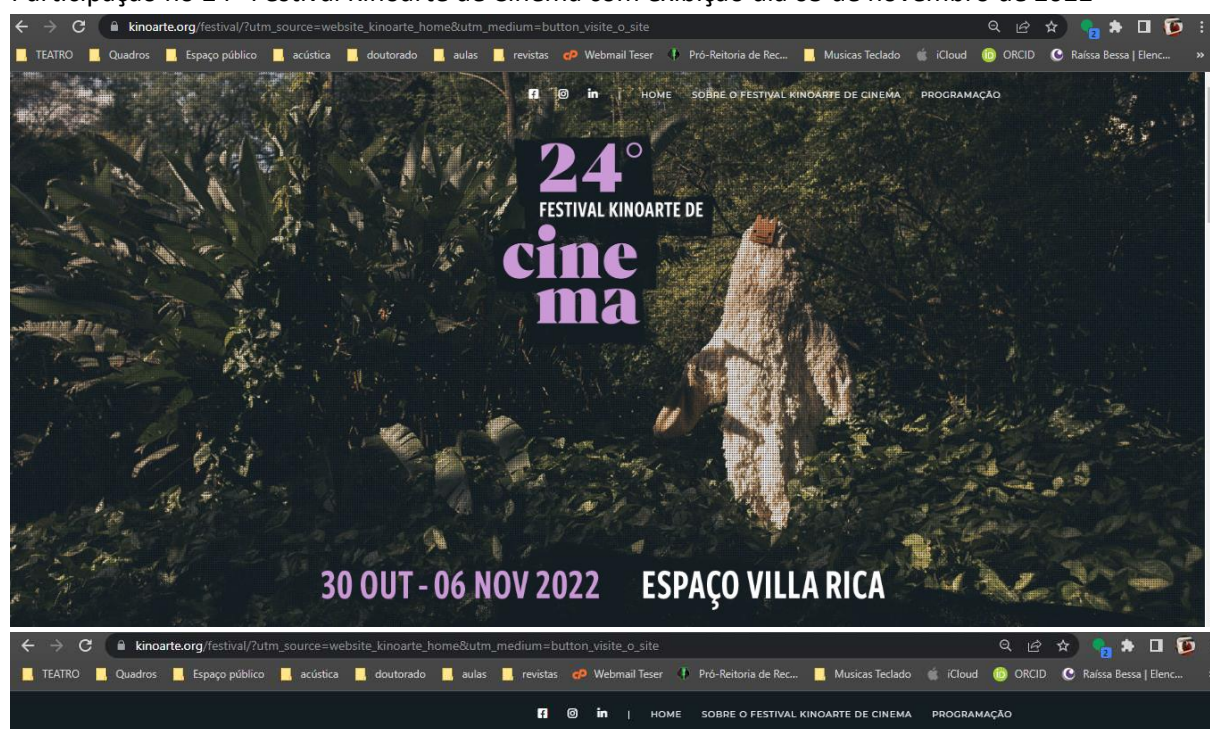 kinoarte.org/festival/?utm_source=website_kinoarte_home&utm_medium=button_visite_o_site
TEATRO Quadros Espaço público acústica doutorado aulas revistas Webmail Teser Pró-Reitoria de Rec... Musicas Teclado iCloud ORCID Raíssa Bessa | Elenc... »
| HOME SOBRE O FESTIVAL KINOARTE DE CINEMA PROGRAMAÇÃO
24°
FESTIVAL KINOARTE DE
cine
ma
30 OUT - 06 NOV 2022 ESPAÇO VILLA RICA
kinoarte.org/festival/?utm_source=website_kinoarte_home&utm_medium=button_visite_o_site
TEATRO Quadros Espaço público acústica doutorado aulas revistas Webmail Teser Pró-Reitoria de Rec... Musicas Teclado iCloud ORCID Raíssa Bessa | Elenc...
| HOME SOBRE O FESTIVAL KINOARTE DE CINEMA PROGRAMAÇÃO